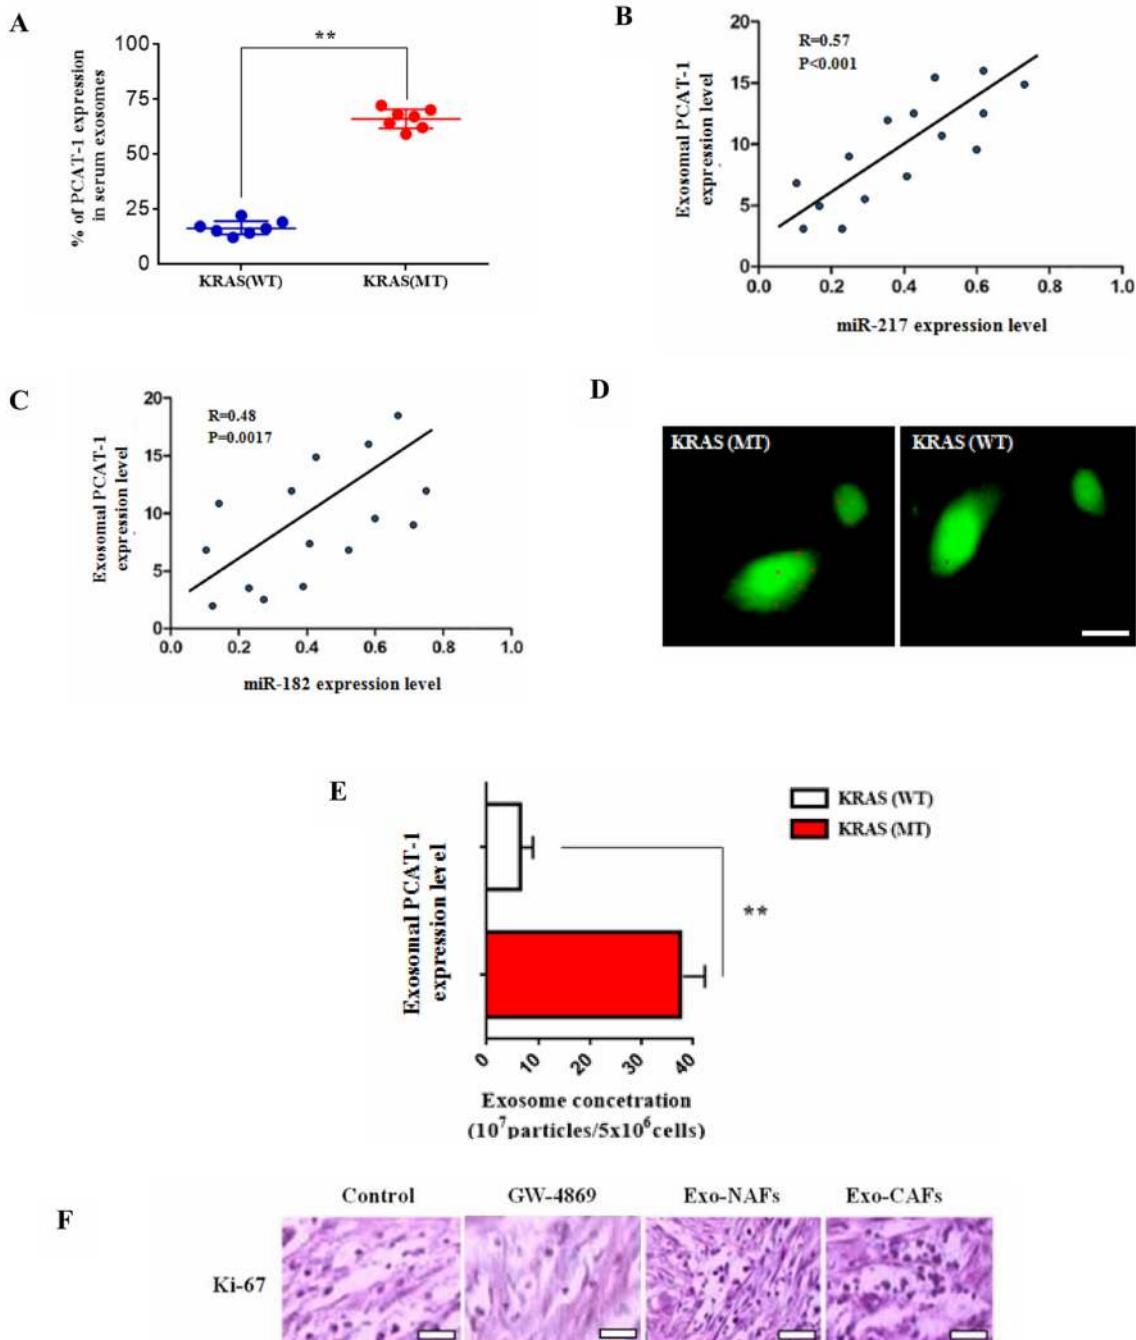 A
**
100
75
50
25
0
% of PCAT-1 expression
in serum exosomes
KRAS(WT)
KRAS(MT)
B
R=0.57
P<0.001
20
15
10
5
0
Exosomal PCAT-1
expression level
0.0 0.2 0.4 0.6 0.8 1.0
miR-217 expression level
C
R=0.48
P=0.0017
20
15
10
5
0
Exosomal PCAT-1
expression level
0.0 0.2 0.4 0.6 0.8 1.0
miR-182 expression level
D
KRAS (MT)
KRAS (WT)
E
KRAS (WT)
KRAS (MT)
Exosomal PCAT-1
expression level
**
0 10 20 30 40
Exosome concetration
(10⁷particles/5x10⁶cells)
F
Control GW-4869 Exo-NAFs Exo-CAFs
Ki-67